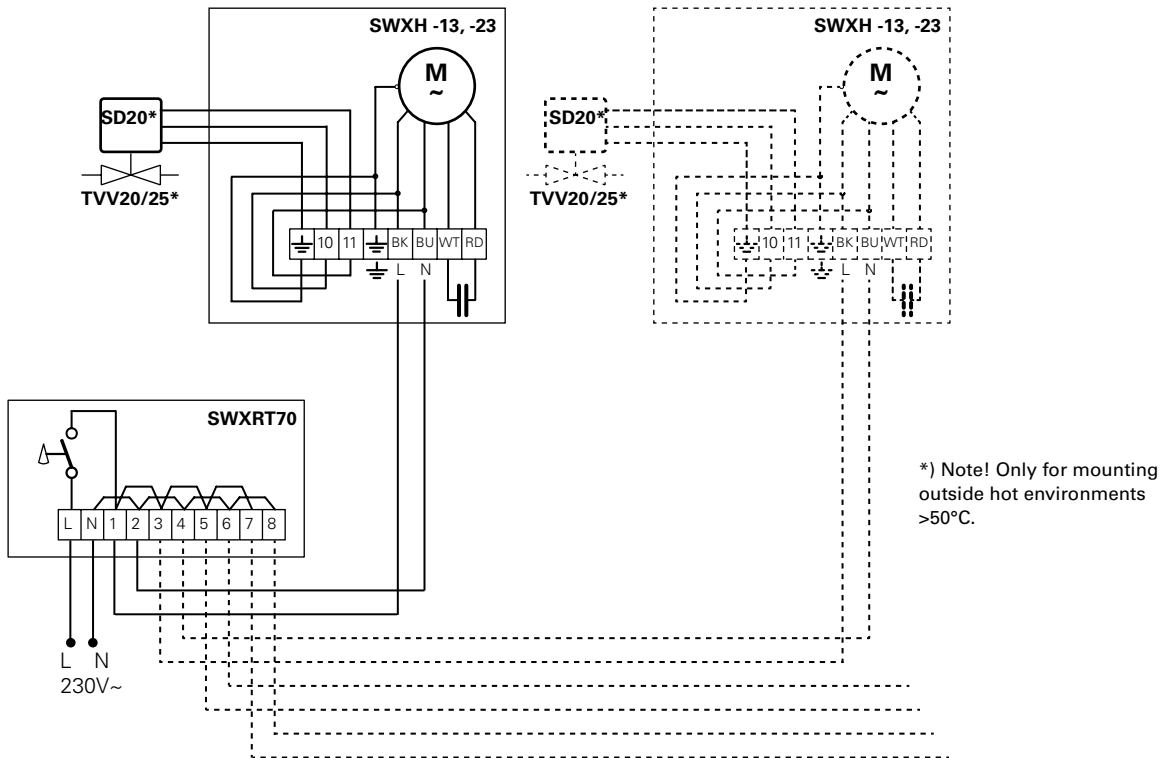 SWXH -13, -23
M
~
SD20*
TVV20/25*
10 11 BK BU WT RD
L N
SWXH -13, -23
M
~
SD20*
TVV20/25*
10 11 BK BU WT RD
L N
SWXRT70
L N 1 2 3 4 5 6 7 8
L N
230V~
*) Note! Only for mounting
outside hot environments
>50°C.